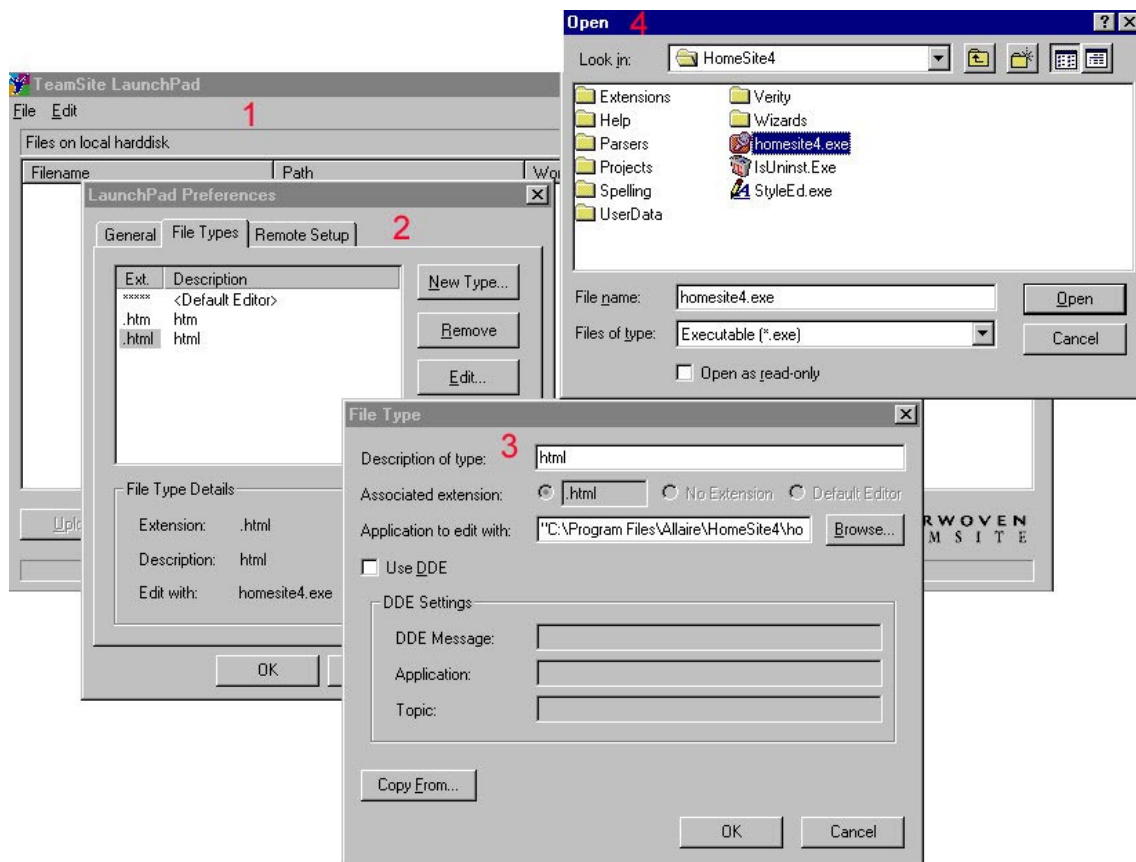 TeamSite LaunchPad
1
File Edit
Files on local harddisk
Filename Path
LaunchPad Preferences
2
General File Types Remote Setup
Ext. Description
***** <Default Editor>
.htm htm
.html html
New Type...
Remove
Edit...
File Type Details
Extension: .html
Description: html
Edit with: homesite4.exe
OK
File Type
3
Description of type: html
Associated extension: .html No Extension Default Editor
Application to edit with: "C:\Program Files\Allaire\HomeSite4\ho Browse...
Use DDE
DDE Settings
DDE Message:
Application:
Topic:
Copy From...
OK Cancel
Open 4
Look in: HomeSite4
Extensions Verity
Help Wizards
Parsers homesite4.exe
Projects IsUninst.Exe
Spelling StyleEd.exe
UserData
File name: homesite4.exe Open
Files of type: Executable (*.exe) Cancel
Open as read-only